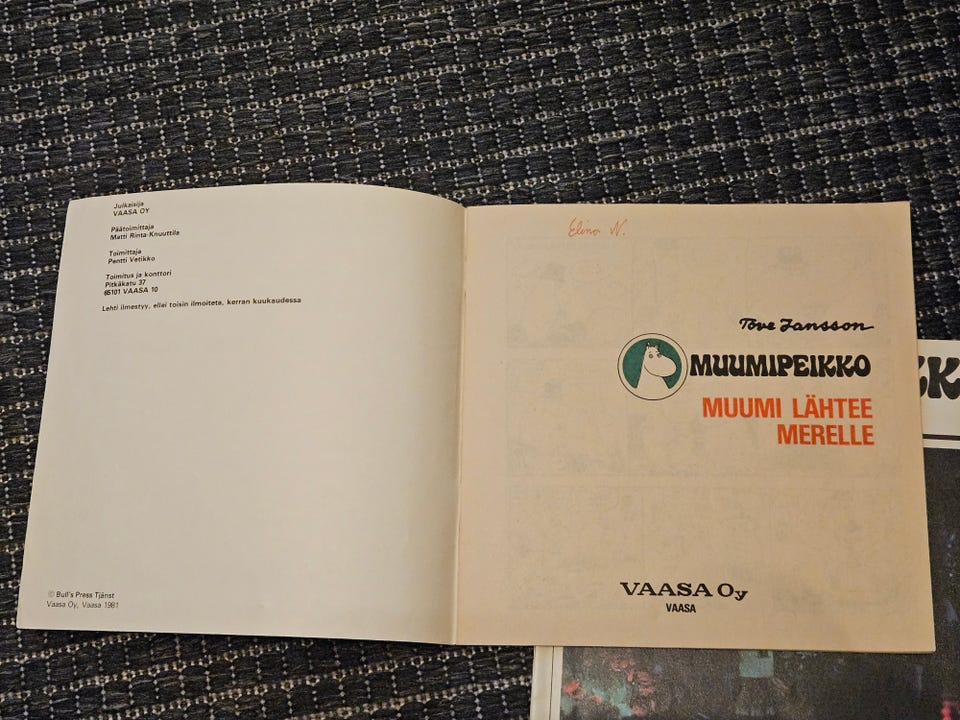 Julkaisija
VAASA OY
Päätoimittaja
Matti Rinta-Knuuttila
Toimittaja
Pentti Vetikko
Toimitus ja konttori
Pitkäkatu 37
65101 VAASA 10
Lehti ilmestyy, ellei toisin ilmoiteta, kerran kuukaudessa
© Bull's Press Tjänst
Vaasa Oy, Vaasa 1981
Elina N.
Tove Jansson
MUUMIPEIKKO
MUUMI LÄHTEE
MERELLE
VAASA Oy
VAASA